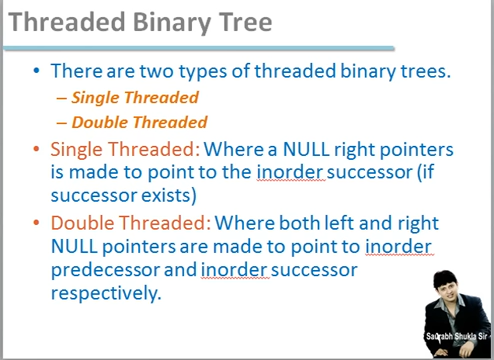 Threaded Binary Tree
• There are two types of threaded binary trees.
– Single Threaded
– Double Threaded
• Single Threaded: Where a NULL right pointers
is made to point to the inorder successor (if
successor exists)
• Double Threaded: Where both left and right
NULL pointers are made to point to inorder
predecessor and inorder successor
respectively.
Saurabh Shukla Sir